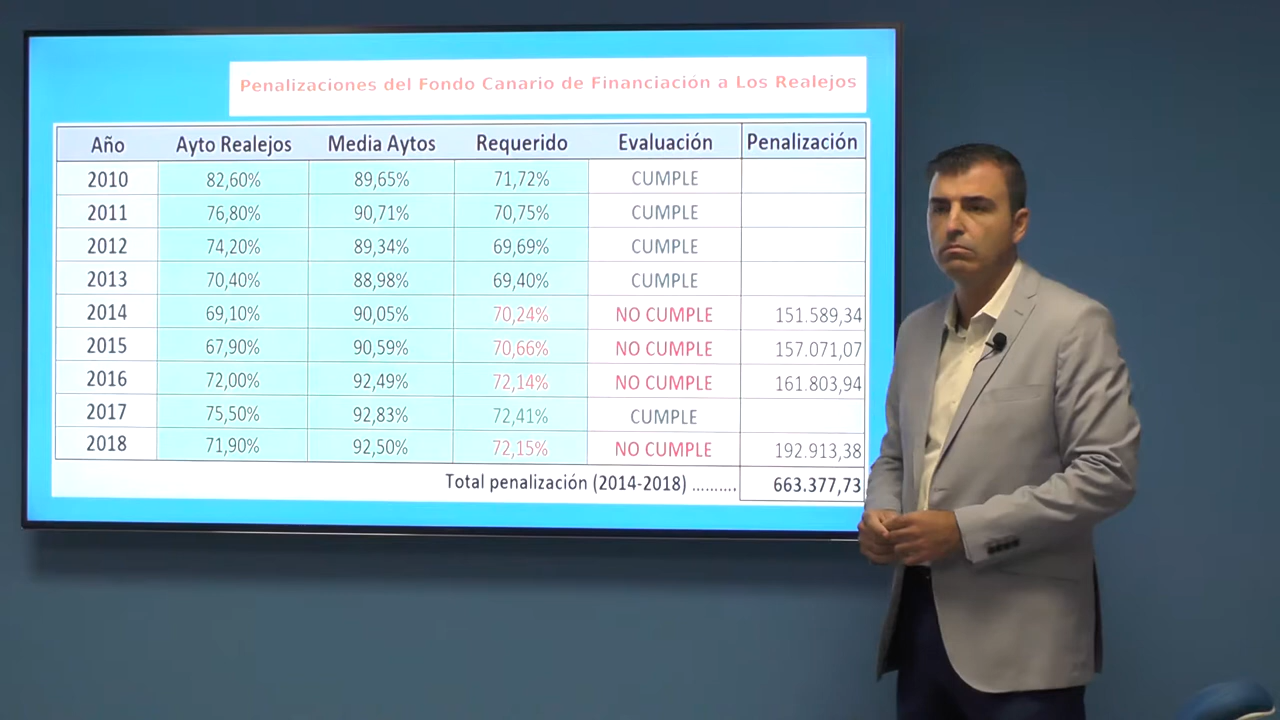 Penalizaciones del Fondo Canario de Financiación a Los Realejos
Año Ayto Realejos Media Aytos Requerido Evaluación Penalización
2010 82,60% 89,65% 71,72% CUMPLE
2011 76,80% 90,71% 70,75% CUMPLE
2012 74,20% 89,34% 69,69% CUMPLE
2013 70,40% 88,98% 69,40% CUMPLE
2014 69,10% 90,05% 70,24% NO CUMPLE 151.589,34
2015 67,90% 90,59% 70,66% NO CUMPLE 157.071,07
2016 72,00% 92,49% 72,14% NO CUMPLE 161.803,94
2017 75,50% 92,83% 72,41% CUMPLE
2018 71,90% 92,50% 72,15% NO CUMPLE 192.913,38
Total penalización (2014-2018) .......... 663.377,73